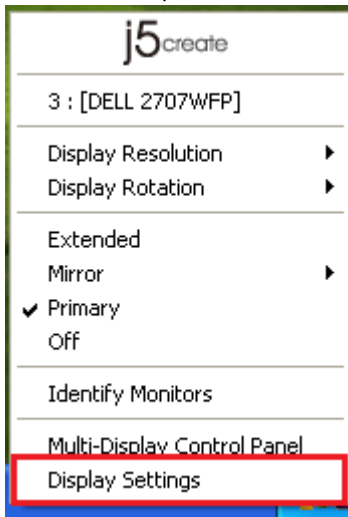 j5create
3 : [DELL 2707WFP]
Display Resolution
Display Rotation
Extended
Mirror
Primary
Off
Identify Monitors
Multi-Display Control Panel
Display Settings